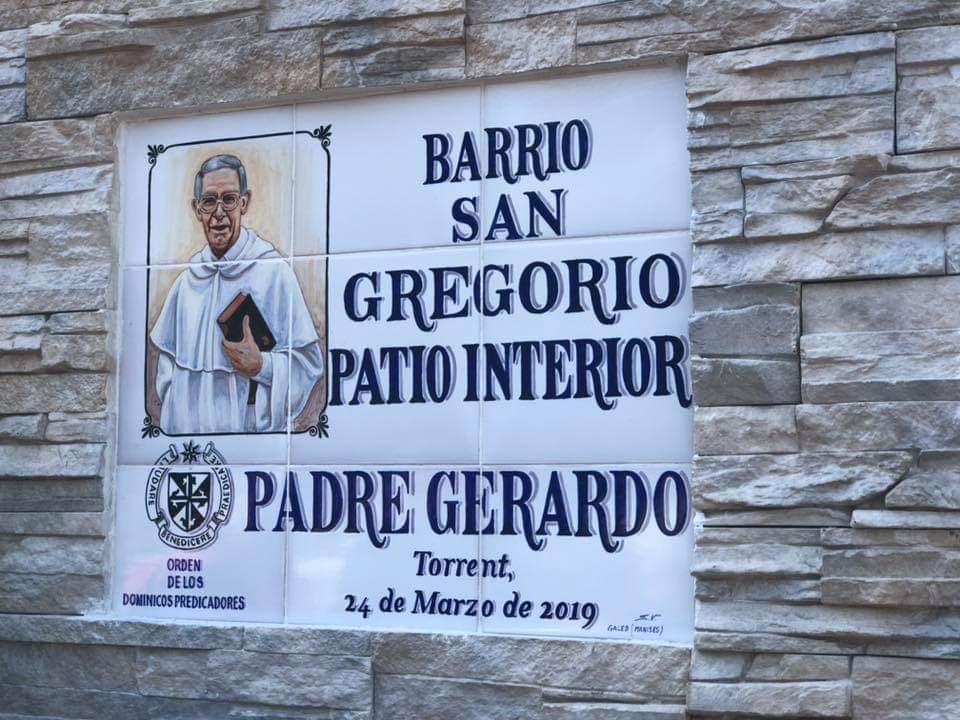 BARRIO
SAN
GREGORIO
PATIO INTERIOR
PADRE GERARDO
Torrent,
24 de Marzo de 2019
LAUDARE BENEDICERE PRAEDICARE
ORDEN
DE LOS
DOMINICOS PREDICADORES
GALEB (MANISES)